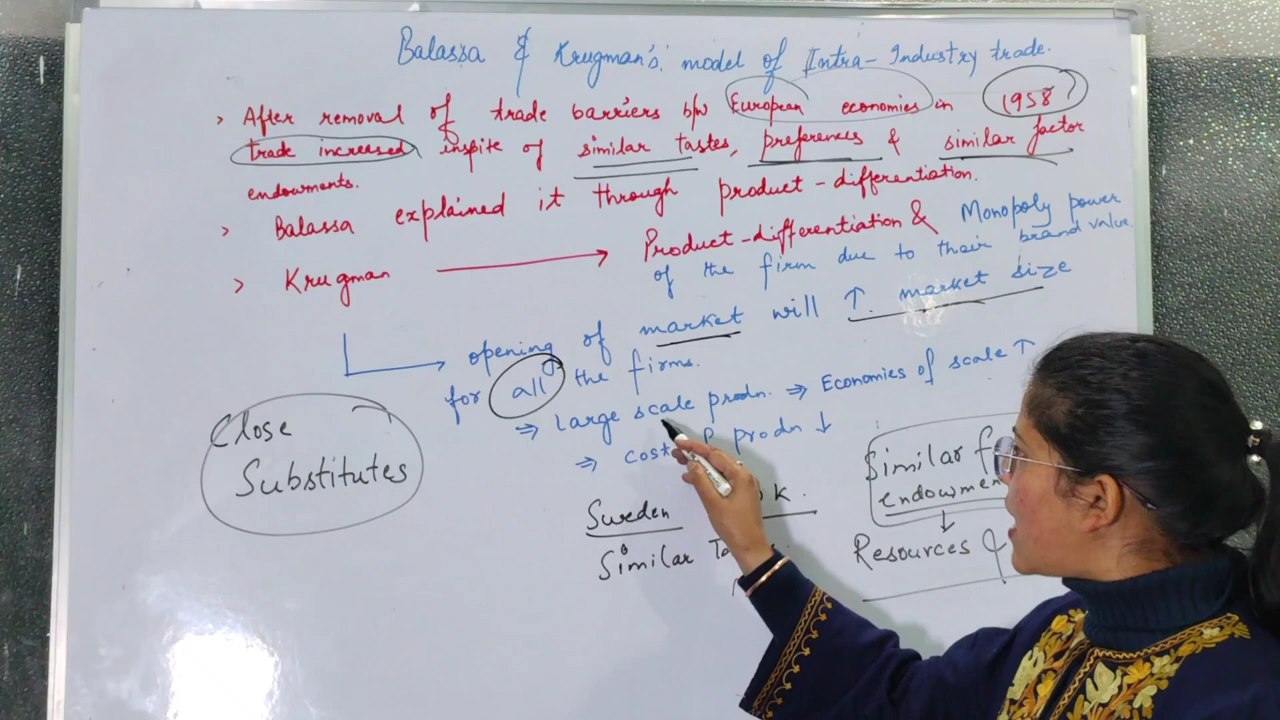 Balassa & Krugman's model of Intra-Industry trade.
› After removal of trade barriers b/w European economies in 1958
trade increased inspite of similar tastes, preferences & similar factor
endowments.
› Balassa explained it through product-differentiation.
› Krugman → Product-differentiation & Monopoly power
of the firm due to their brand value.
opening of market will ↑ market size
for all the firms.
⇒ Large scale prodn. ⇒ Economies of scale ↑
⇒ cost prodn ↓
Close
Substitutes
Similar
Sweden
Similar
↓
Resources &